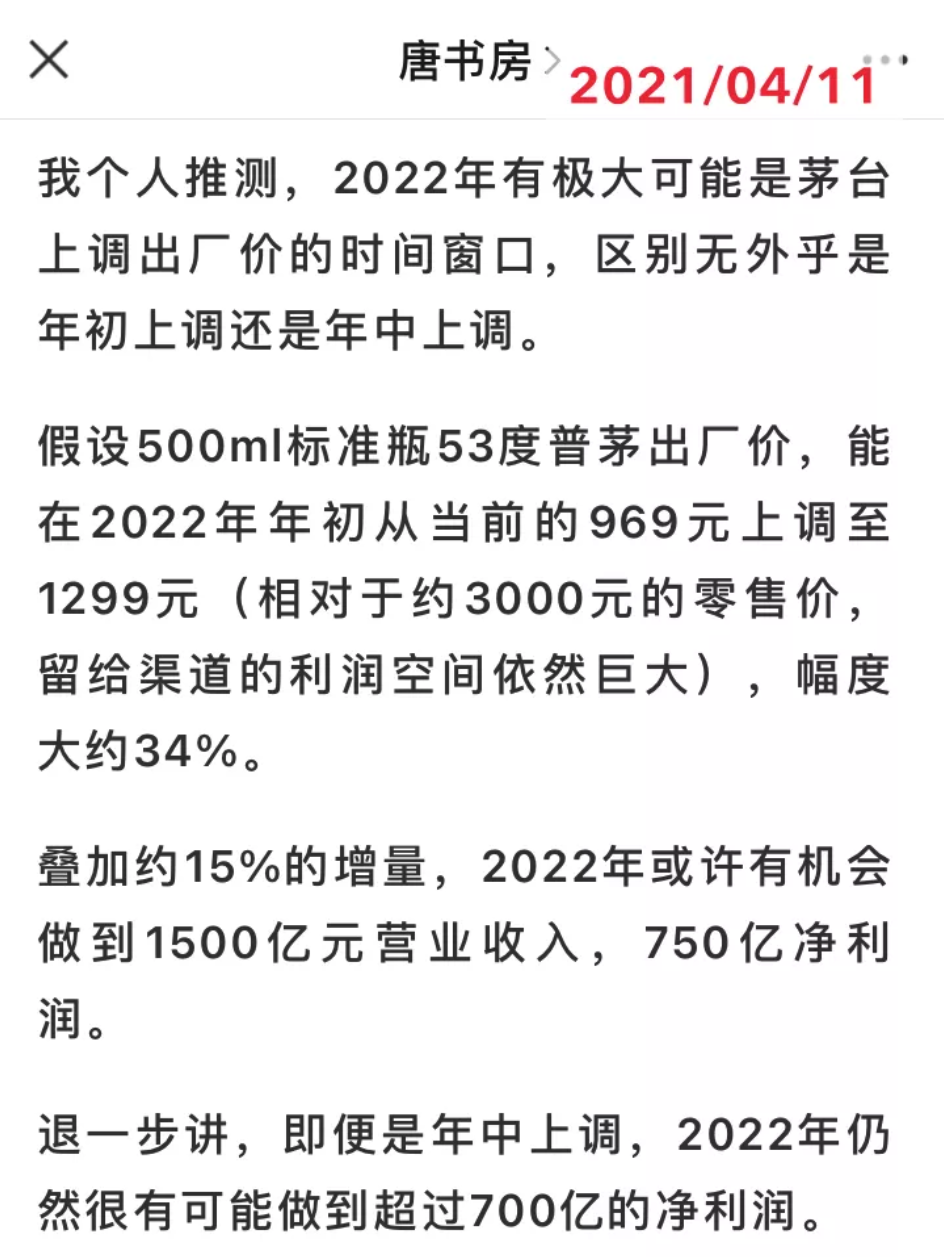 唐书房
2021/04/11
我个人推测，2022年有极大可能是茅台
上调出厂价的时间窗口，区别无外乎是
年初上调还是年中上调。
假设500ml标准瓶53度普茅出厂价，能
在2022年年初从当前的969元上调至
1299元（相对于约3000元的零售价，
留给渠道的利润空间依然巨大），幅度
大约34%。
叠加约15%的增量，2022年或许有机会
做到1500亿元营业收入，750亿净利
润。
退一步讲，即便是年中上调，2022年仍
然很有可能做到超过700亿的净利润。